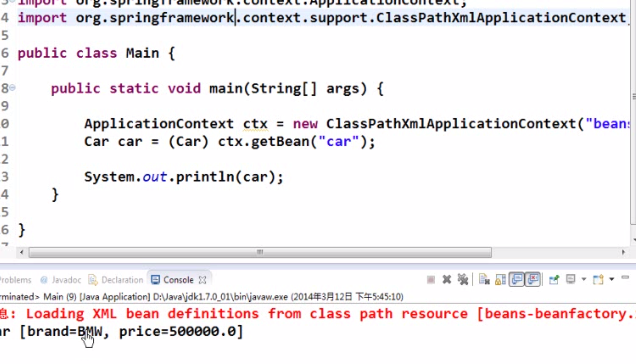 import org.springframework.context.ApplicationContext;
4 import org.springframework.context.support.ClassPathXmlApplicationContext
6 public class Main {
8 public static void main(String[] args) {
9
0 ApplicationContext ctx = new ClassPathXmlApplicationContext("beans
1 Car car = (Car) ctx.getBean("car");
2
3 System.out.println(car);
4 }
5
6 }
Problems Javadoc Declaration Console
minated> Main (9) [Java Application] D:\Java\jdk1.7.0_01\bin\javaw.exe (2014年3月12日 下午5:45:10)
息: Loading XML bean definitions from class path resource [beans-beanfactory.
ar [brand=BMW, price=500000.0]